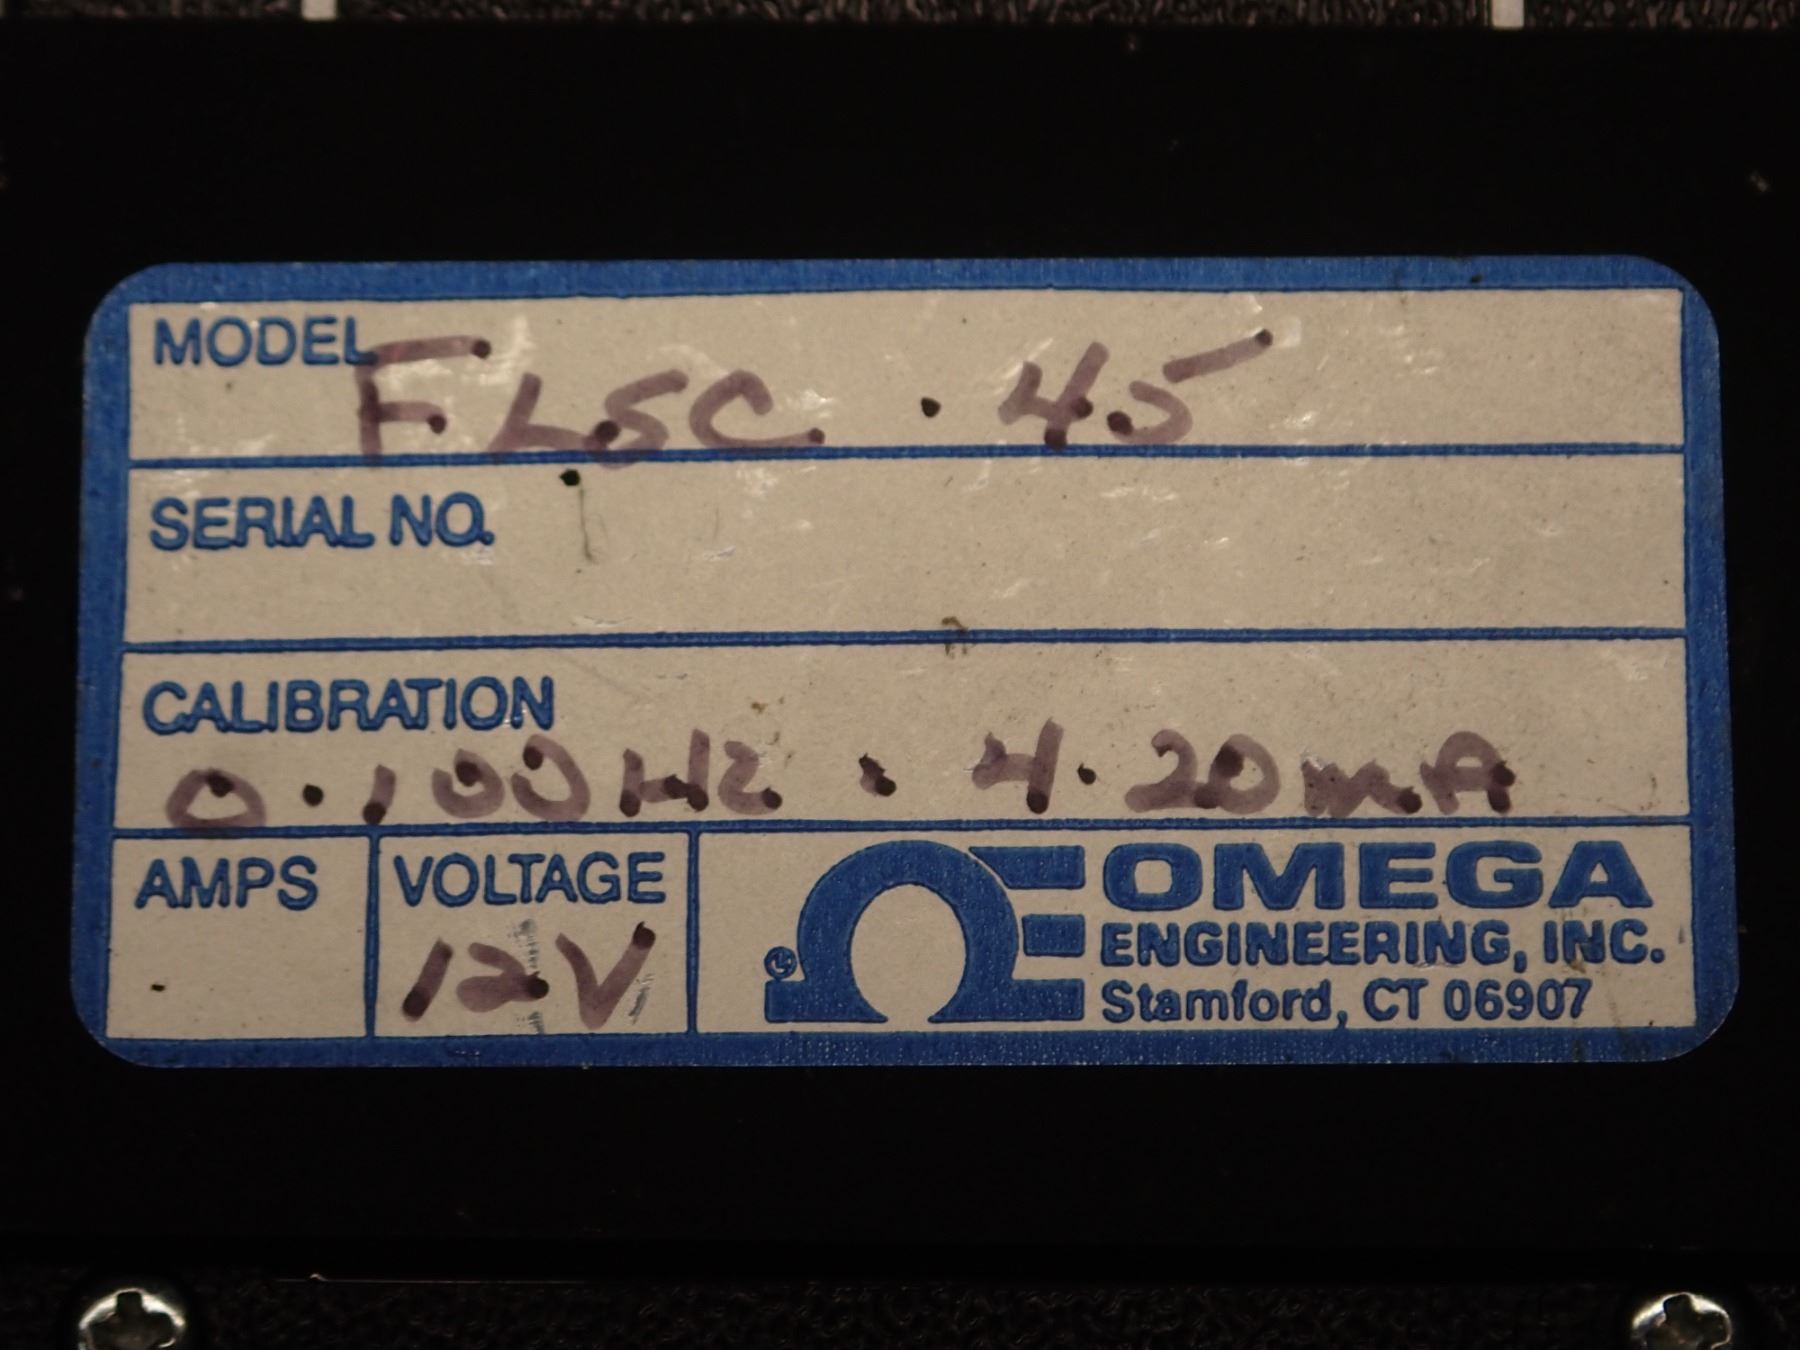 MODEL FLSC . 45
SERIAL NO.
CALIBRATION
0.100Hz . 4.20mA
AMPS VOLTAGE
12V
OMEGA
ENGINEERING, INC.
Stamford, CT 06907